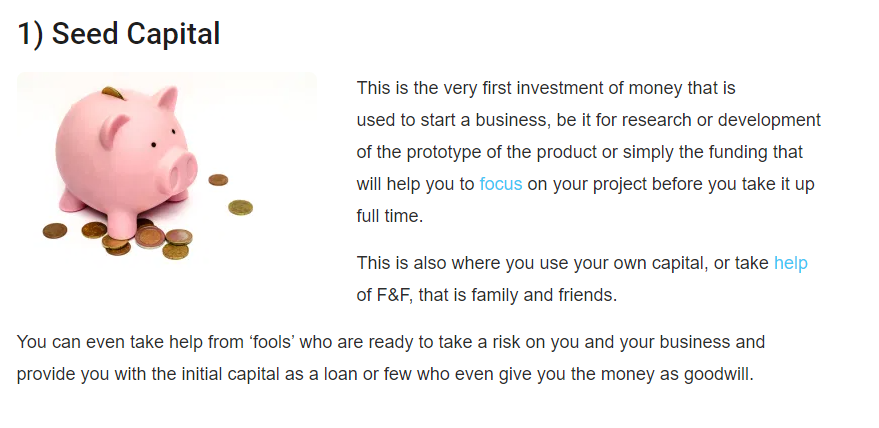 1) Seed Capital
This is the very first investment of money that is
used to start a business, be it for research or development
of the prototype of the product or simply the funding that
will help you to focus on your project before you take it up
full time.
This is also where you use your own capital, or take help
of F&F, that is family and friends.
You can even take help from ‘fools’ who are ready to take a risk on you and your business and
provide you with the initial capital as a loan or few who even give you the money as goodwill.